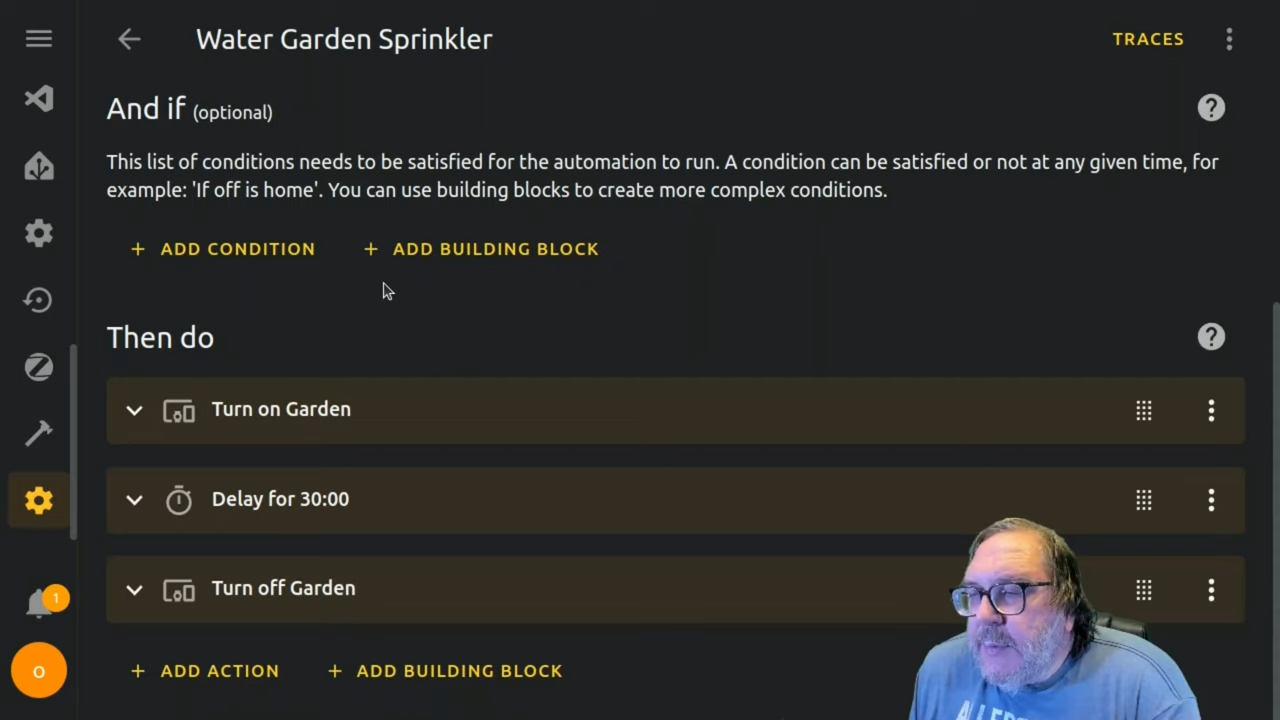 Water Garden Sprinkler
TRACES
And if (optional)
This list of conditions needs to be satisfied for the automation to run. A condition can be satisfied or not at any given time, for
example: 'If off is home'. You can use building blocks to create more complex conditions.
+ ADD CONDITION
+ ADD BUILDING BLOCK
Then do
Turn on Garden
Delay for 30:00
Turn off Garden
1
o
+ ADD ACTION
+ ADD BUILDING BLOCK